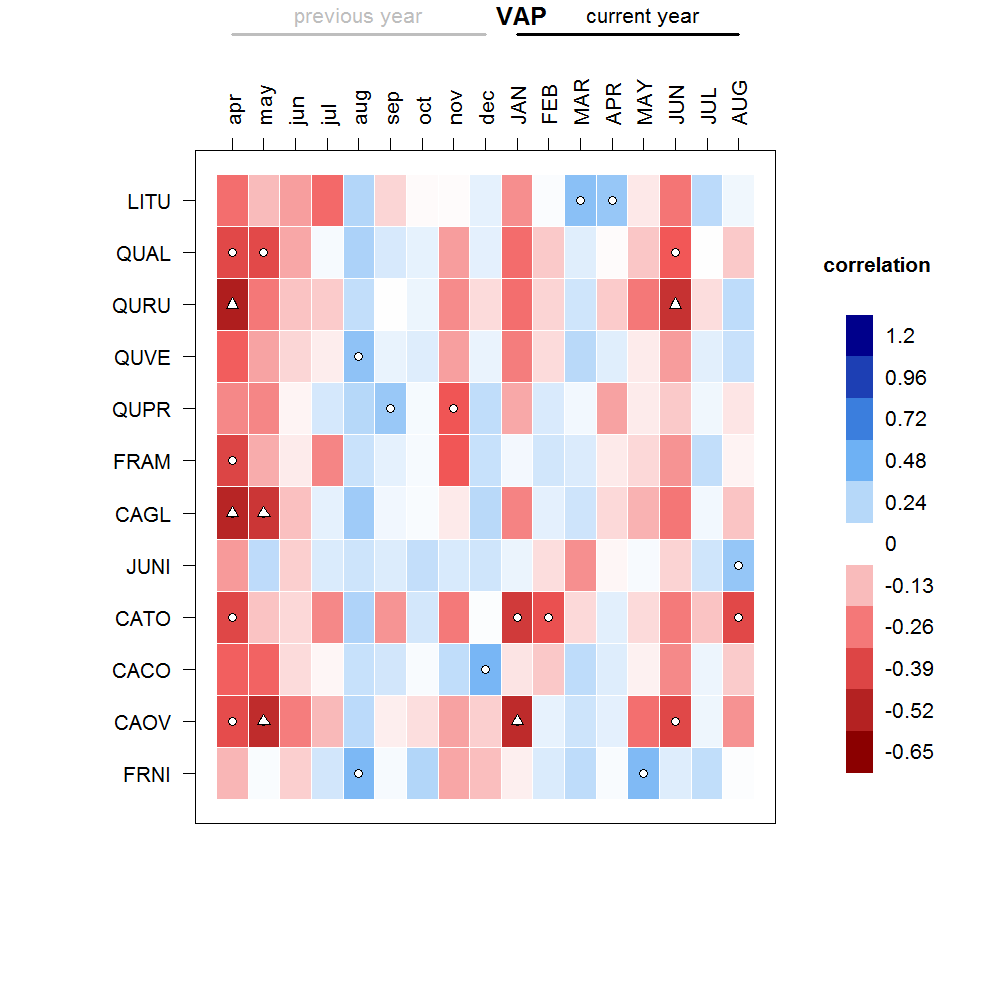 previous year VAP current year
apr may jun jul aug sep oct nov dec JAN FEB MAR APR MAY JUN JUL AUG
LITU
QUAL
QURU
QUVE
QUPR
FRAM
CAGL
JUNI
CATO
CACO
CAOV
FRNI
correlation
1.2
0.96
0.72
0.48
0.24
0
-0.13
-0.26
-0.39
-0.52
-0.65